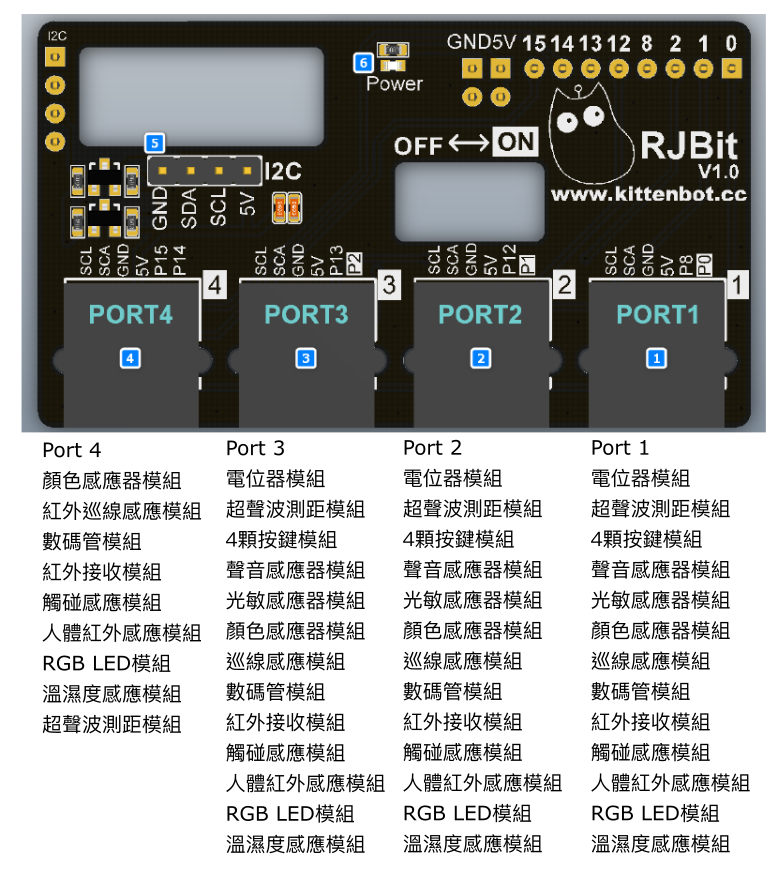 I2C
6
Power
GND5V 15 14 13 12 8 2 1 0
5
I2C
GND
SDA
SCL
5V
OFF ↔ ON
RJBit
V1.0
www.kittenbot.cc
SCL
SCA
GND
5V
P15
P14
4
PORT4
4
SCL
SCA
GND
5V
P13
P2
3
PORT3
3
SCL
SCA
GND
5V
P12
P1
2
PORT2
2
SCL
SCA
GND
5V
P8
P0
1
PORT1
1
Port 4
顏色感應器模組
紅外巡線感應模組
數碼管模組
紅外接收模組
觸碰感應模組
人體紅外感應模組
RGB LED模組
溫濕度感應模組
超聲波測距模組
Port 3
電位器模組
超聲波測距模組
4顆按鍵模組
聲音感應器模組
光敏感應器模組
顏色感應器模組
巡線感應模組
數碼管模組
紅外接收模組
觸碰感應模組
人體紅外感應模組
RGB LED模組
溫濕度感應模組
Port 2
電位器模組
超聲波測距模組
4顆按鍵模組
聲音感應器模組
光敏感應器模組
顏色感應器模組
巡線感應模組
數碼管模組
紅外接收模組
觸碰感應模組
人體紅外感應模組
RGB LED模組
溫濕度感應模組
Port 1
電位器模組
超聲波測距模組
4顆按鍵模組
聲音感應器模組
光敏感應器模組
顏色感應器模組
巡線感應模組
數碼管模組
紅外接收模組
觸碰感應模組
人體紅外感應模組
RGB LED模組
溫濕度感應模組